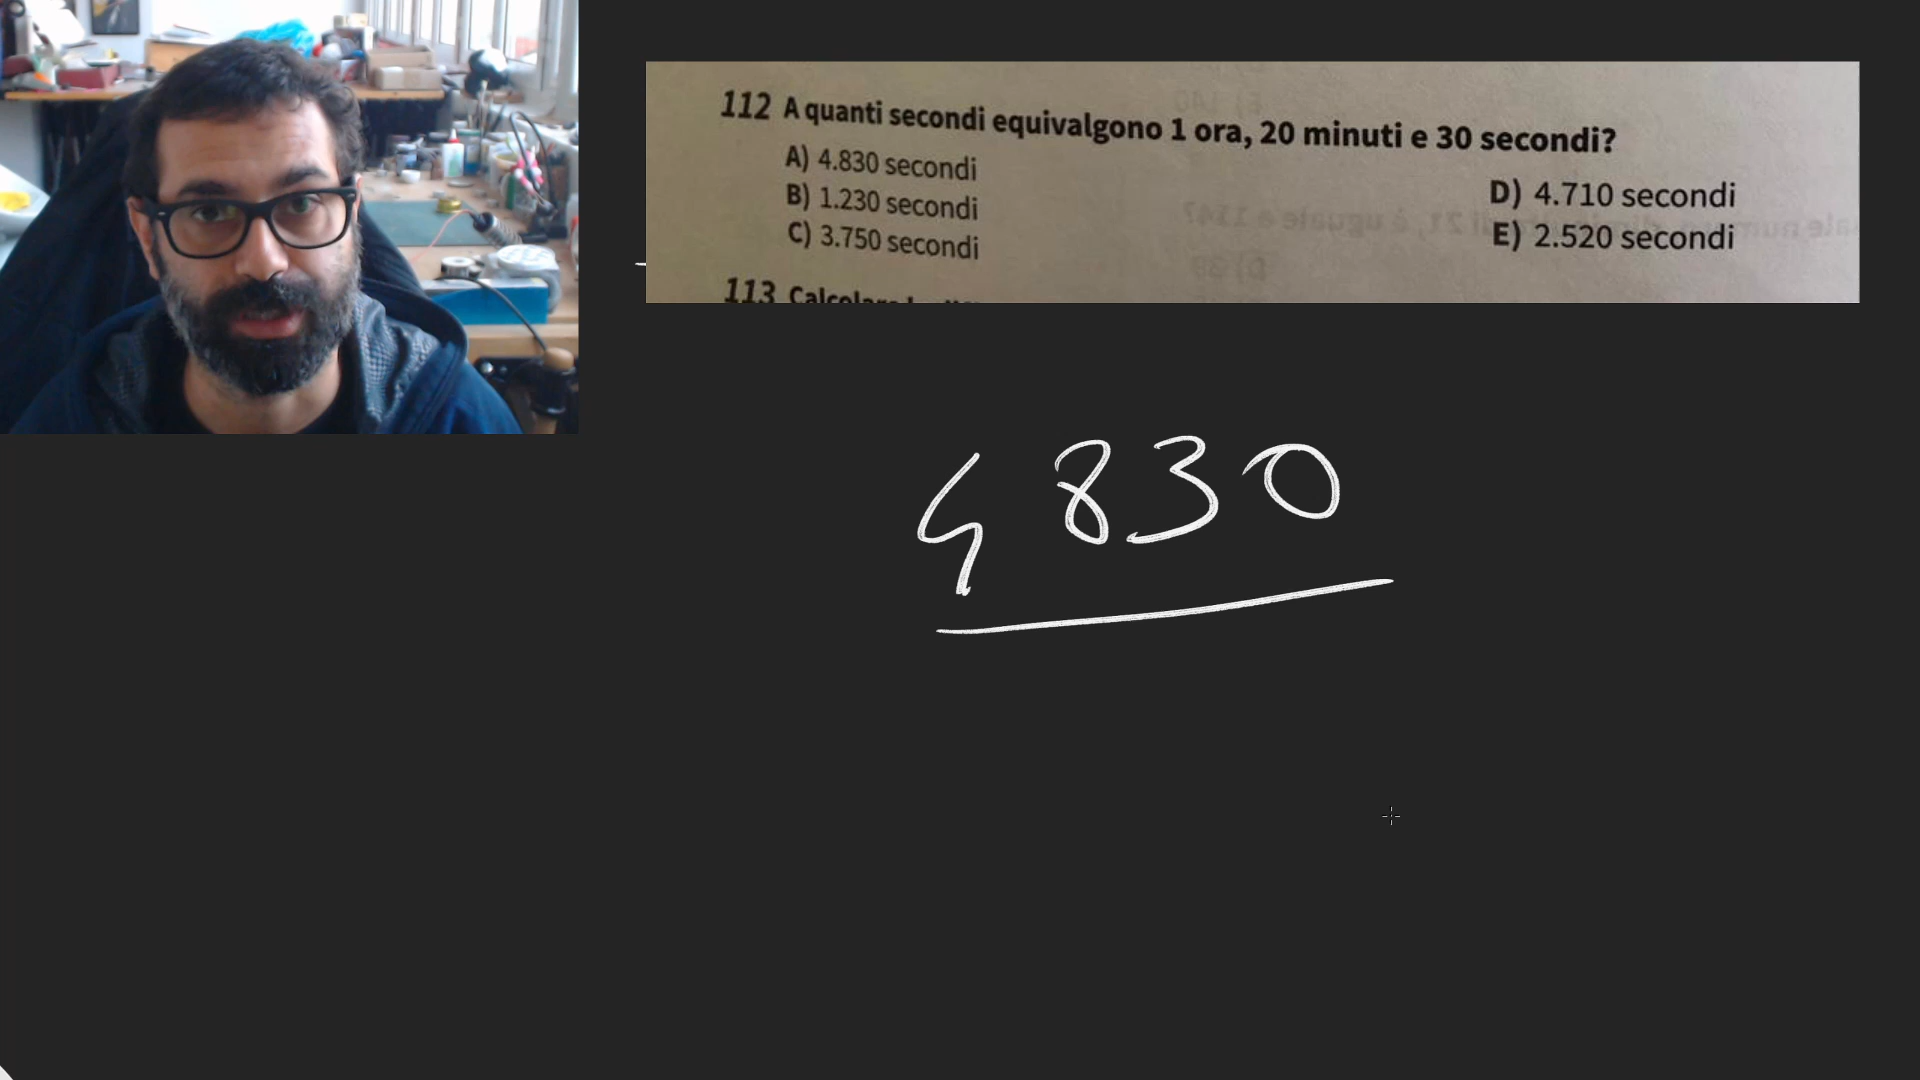 112 A quanti secondi equivalgono 1 ora, 20 minuti e 30 secondi?
A) 4.830 secondi
B) 1.230 secondi
C) 3.750 secondi
D) 4.710 secondi
E) 2.520 secondi
113
4830